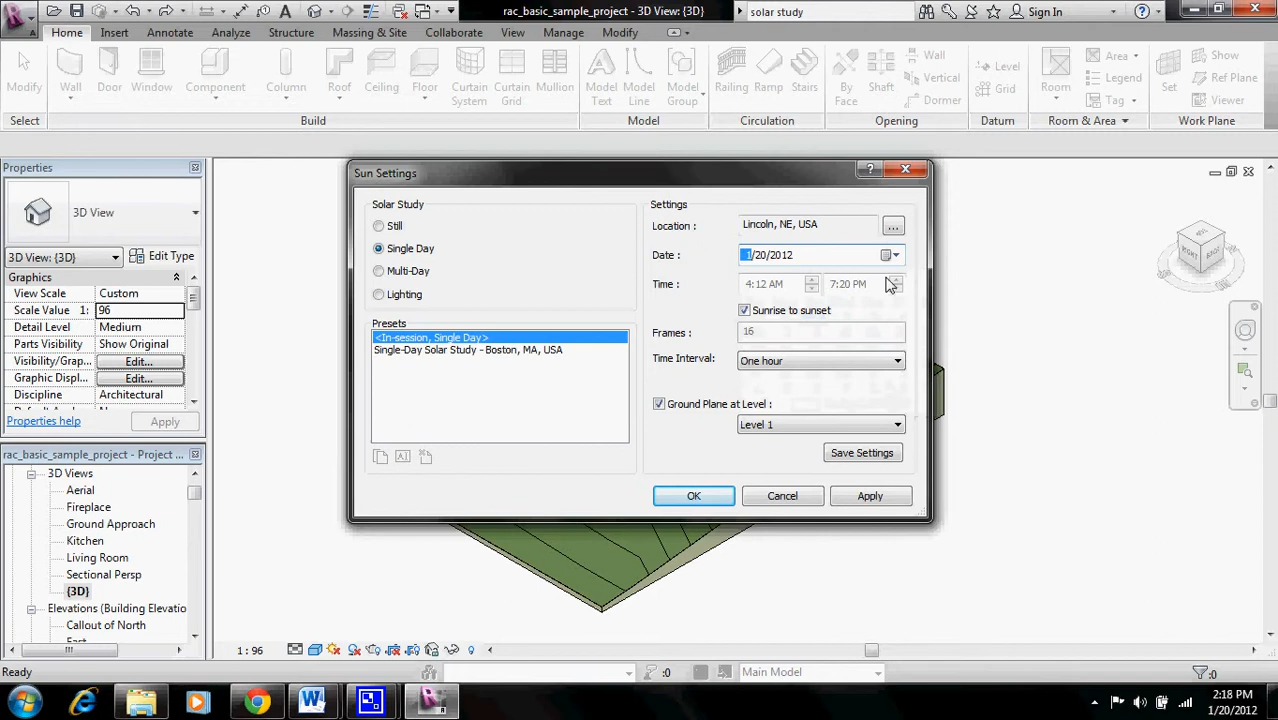 rac_basic_sample_project - 3D View: {3D}
solar study
Sign In
Home Insert Annotate Analyze Structure Massing & Site Collaborate View Manage Modify
Modify
Wall
Door
Window
Component
Column
Roof
Floor
Curtain System
Curtain Grid
Mullion
Model Text
Model Line
Model Group
Railing
Ramp
Stairs
By Face
Shaft
Wall
Vertical
Dormer
Level
Grid
Room
Area
Legend
Tag
Set
Show
Ref Plane
Viewer
Select
Build
Model
Circulation
Opening
Datum
Room & Area
Work Plane
Properties
3D View
3D View: {3D}
Edit Type
Graphics
View Scale Custom
Scale Value 1: 96
Detail Level Medium
Parts Visibility Show Original
Visibility/Grap... Edit...
Graphic Displ... Edit...
Discipline Architectural
Properties help
Apply
rac_basic_sample_project - Project ...
3D Views
Aerial
Fireplace
Ground Approach
Kitchen
Living Room
Sectional Persp
{3D}
Elevations (Building Elevatio
Callout of North
Sun Settings
Solar Study
Still
Single Day
Multi-Day
Lighting
Presets
<In-session, Single Day>
Single-Day Solar Study - Boston, MA, USA
Settings
Location : Lincoln, NE, USA
...
Date : 1/20/2012
Time : 4:12 AM 7:20 PM
Sunrise to sunset
Frames : 16
Time Interval: One hour
Ground Plane at Level :
Level 1
Save Settings
OK
Cancel
Apply
1 : 96
Ready
:0
Main Model
:0
2:18 PM
1/20/2012